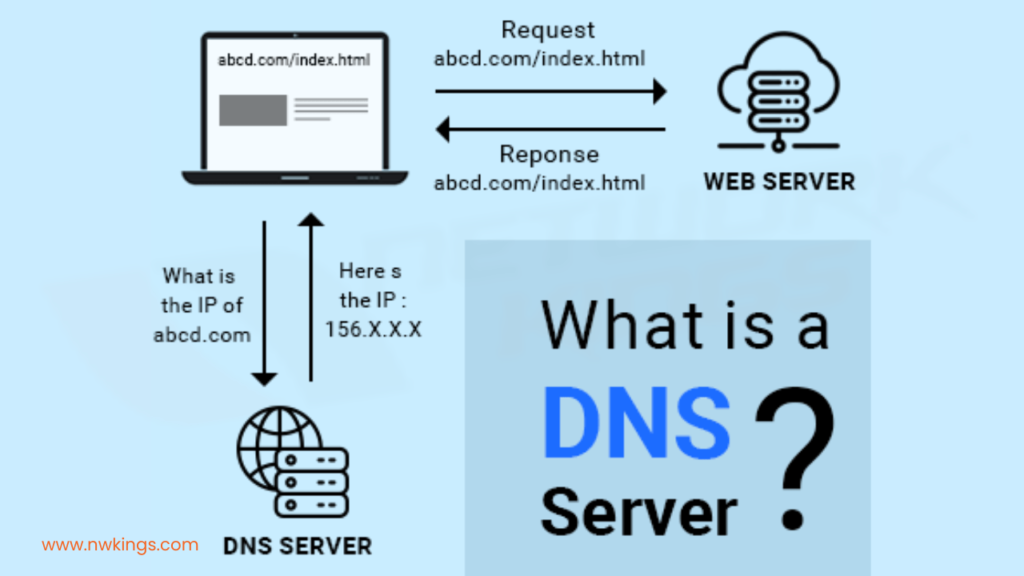 abcd.com/index.html
Request
abcd.com/index.html
Reponse
abcd.com/index.html
WEB SERVER
What is
the IP of
abcd.com
Here s
the IP :
156.X.X.X
DNS SERVER
What is a
DNS
Server
?
www.nwkings.com
NETWORK